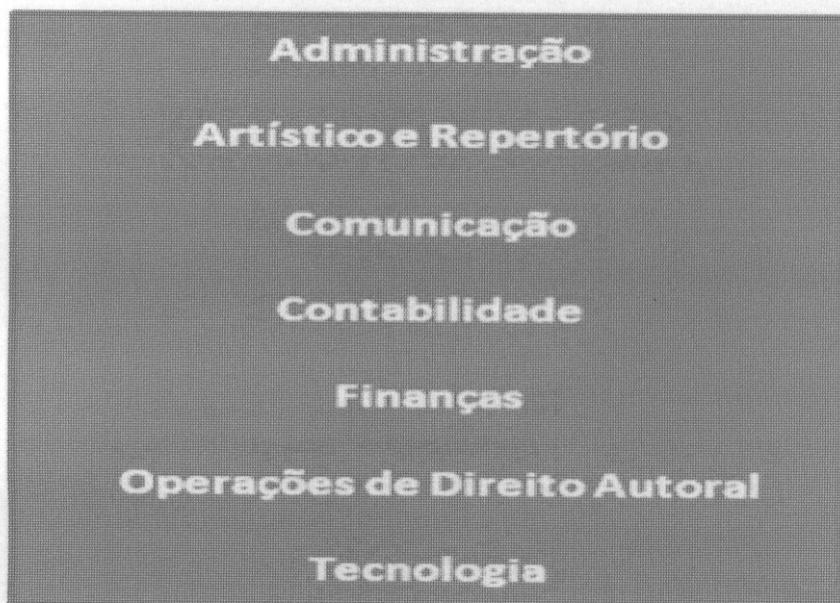 Administração
Artístico e Repertório
Comunicação
Contabilidade
Finanças
Operações de Direito Autoral
Tecnologia